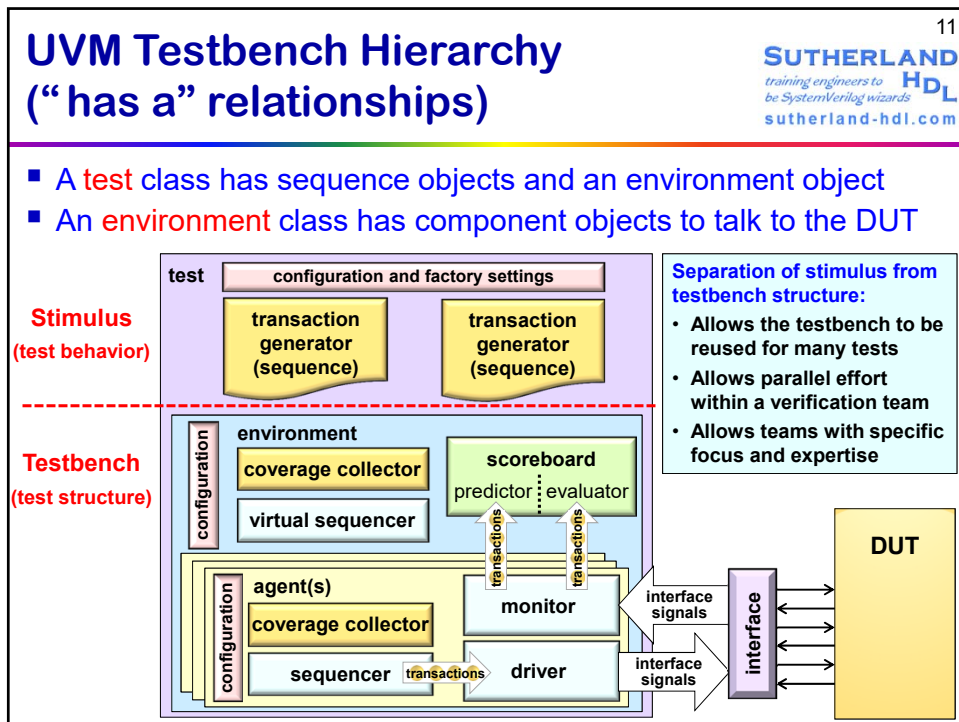 11
UVM Testbench Hierarchy
(“has a” relationships)
SUTHERLAND
training engineers to
be SystemVerilog wizards
HDL
sutherland-hdl.com
▪ A test class has sequence objects and an environment object
▪ An environment class has component objects to talk to the DUT
Stimulus
(test behavior)
test
configuration and factory settings
transaction
generator
(sequence)
transaction
generator
(sequence)
Separation of stimulus from
testbench structure:
• Allows the testbench to be
reused for many tests
• Allows parallel effort
within a verification team
• Allows teams with specific
focus and expertise
Testbench
(test structure)
configuration
environment
coverage collector
virtual sequencer
scoreboard
predictor
evaluator
transactions
transactions
configuration
agent(s)
coverage collector
sequencer
transactions
monitor
driver
interface
signals
interface
signals
interface
DUT